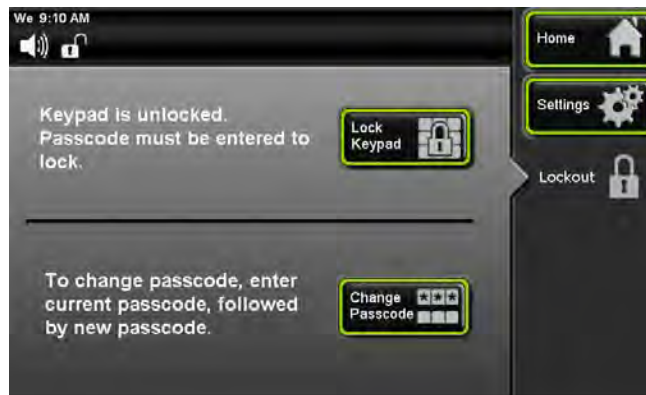 We 9:10 AM
Home
Keypad is unlocked.
Passcode must be entered to
lock.
Lock
Keypad
Settings
Lockout
To change passcode, enter
current passcode, followed
by new passcode.
Change
Passcode